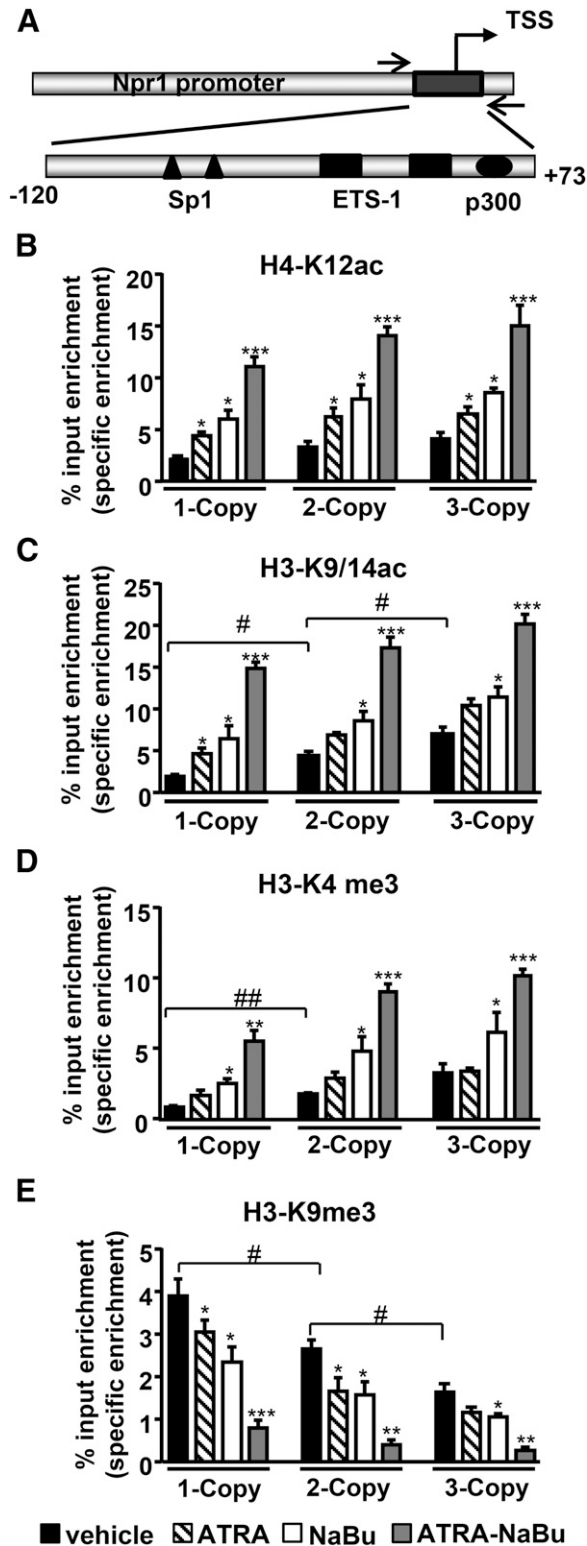 A
TSS
Npr1 promoter
-120
+73
Sp1
ETS-1
p300
B
H4-K12ac
% input enrichment
(specific enrichment)
20
15
10
5
0
* * ***
* * ***
* * ***
1-Copy 2-Copy 3-Copy
C
H3-K9/14ac
% input enrichment
(specific enrichment)
25
20
15
10
5
0
# #
* * ***
* ***
* ***
1-Copy 2-Copy 3-Copy
D
H3-K4 me3
% input enrichment
(specific enrichment)
15
10
5
0
##
* **
* ***
* ***
1-Copy 2-Copy 3-Copy
E
H3-K9me3
% input enrichment
(specific enrichment)
5
4
3
2
1
0
# #
* * ***
* * **
* **
1-Copy 2-Copy 3-Copy
vehicle ATRA NaBu ATRA-NaBu